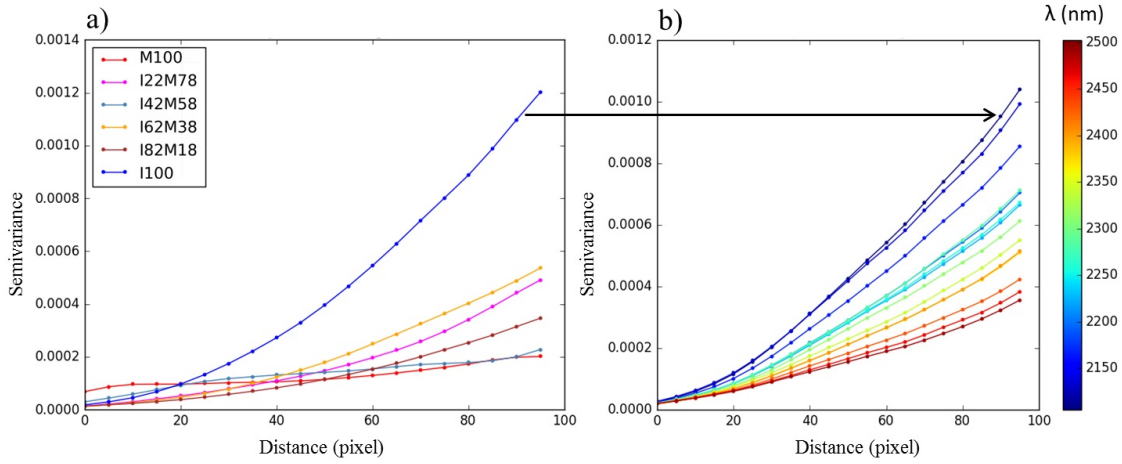 a)
b)
λ (nm)
0.0014
0.0012
0.0010
0.0008
0.0006
0.0004
0.0002
0.0000
Semivariance
M100
I22M78
I42M58
I62M38
I82M18
I100
0 20 40 60 80 100
Distance (pixel)
0.0012
0.0010
0.0008
0.0006
0.0004
0.0002
0.0000
Semivariance
0 20 40 60 80 100
Distance (pixel)
2500
2450
2400
2350
2300
2250
2200
2150